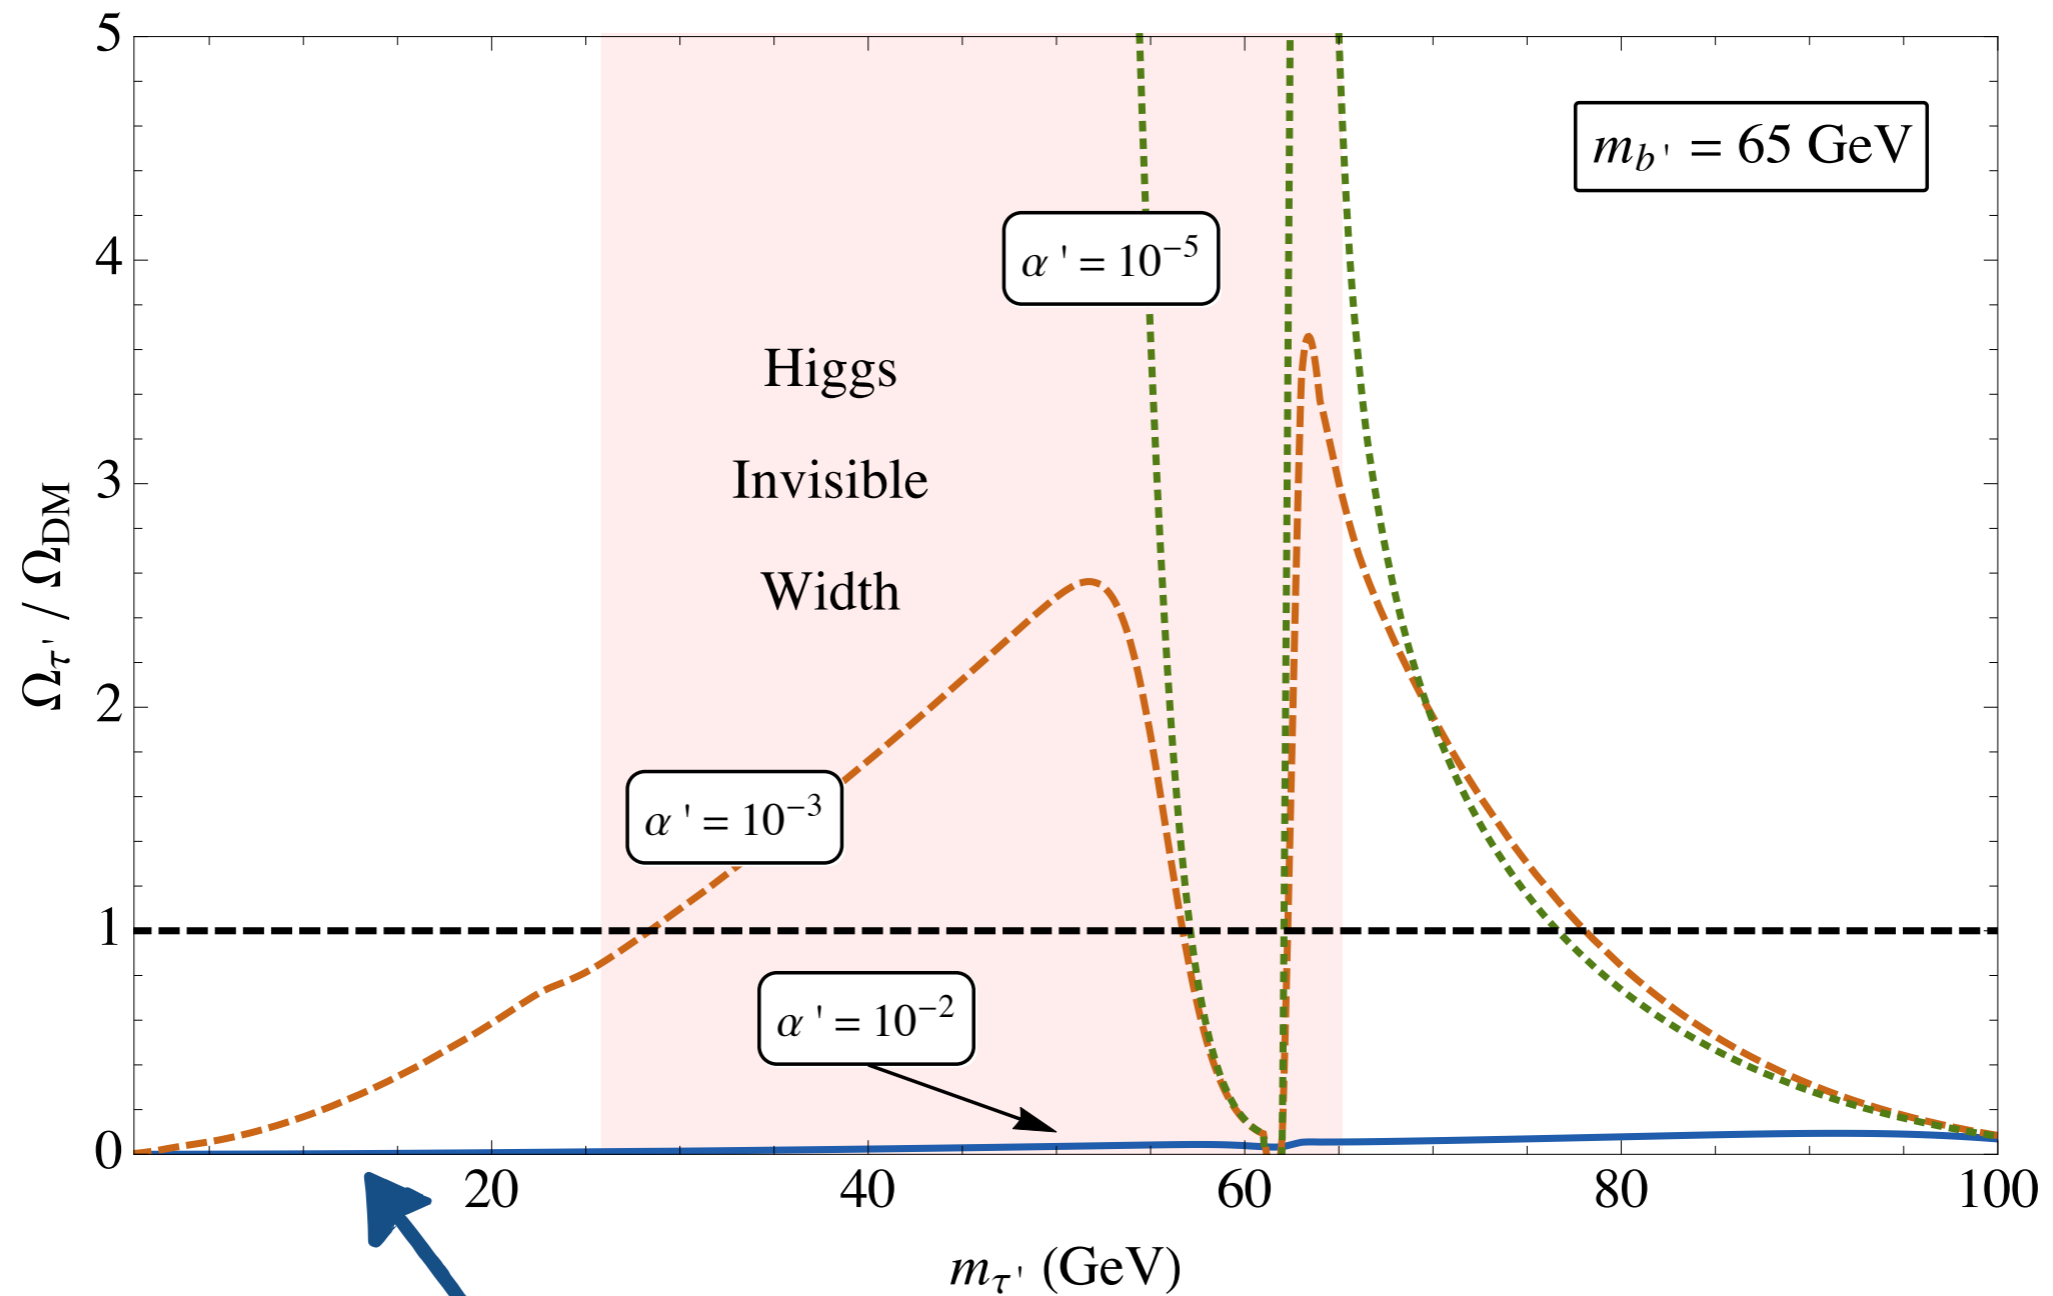 5
4
3
2
1
0
Ω_τ' / Ω_DM
m_b' = 65 GeV
α' = 10⁻⁵
Higgs
Invisible
Width
α' = 10⁻³
α' = 10⁻²
20 40 60 80 100
m_τ' (GeV)